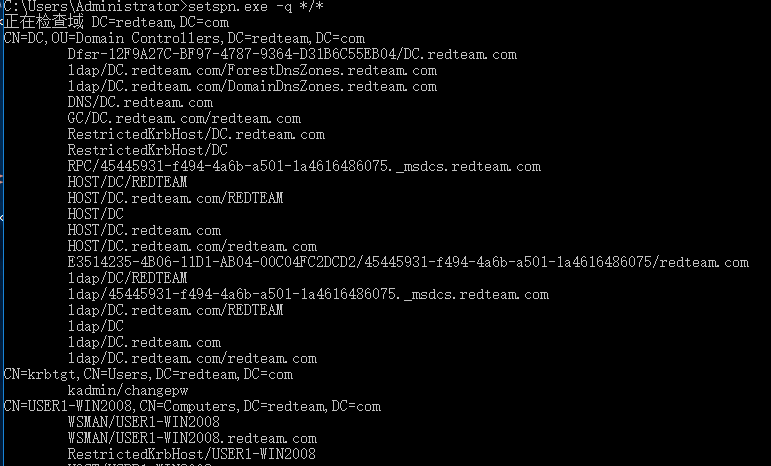 C:\Users\Administrator>setspn.exe -q */*
正在检查域 DC=redteam,DC=com
CN=DC,OU=Domain Controllers,DC=redteam,DC=com
Dfsr-12F9A27C-BF97-4787-9364-D31B6C55EB04/DC.redteam.com
ldap/DC.redteam.com/ForestDnsZones.redteam.com
ldap/DC.redteam.com/DomainDnsZones.redteam.com
DNS/DC.redteam.com
GC/DC.redteam.com/redteam.com
RestrictedKrbHost/DC.redteam.com
RestrictedKrbHost/DC
RPC/45445931-f494-4a6b-a501-1a4616486075._msdcs.redteam.com
HOST/DC/REDTEAM
HOST/DC.redteam.com/REDTEAM
HOST/DC
HOST/DC.redteam.com
HOST/DC.redteam.com/redteam.com
E3514235-4B06-11D1-AB04-00C04FC2DCD2/45445931-f494-4a6b-a501-1a4616486075/redteam.com
ldap/DC/REDTEAM
ldap/45445931-f494-4a6b-a501-1a4616486075._msdcs.redteam.com
ldap/DC.redteam.com/REDTEAM
ldap/DC
ldap/DC.redteam.com
ldap/DC.redteam.com/redteam.com
CN=krbtgt,CN=Users,DC=redteam,DC=com
kadmin/changepw
CN=USER1-WIN2008,CN=Computers,DC=redteam,DC=com
WSMAN/USER1-WIN2008
WSMAN/USER1-WIN2008.redteam.com
RestrictedKrbHost/USER1-WIN2008